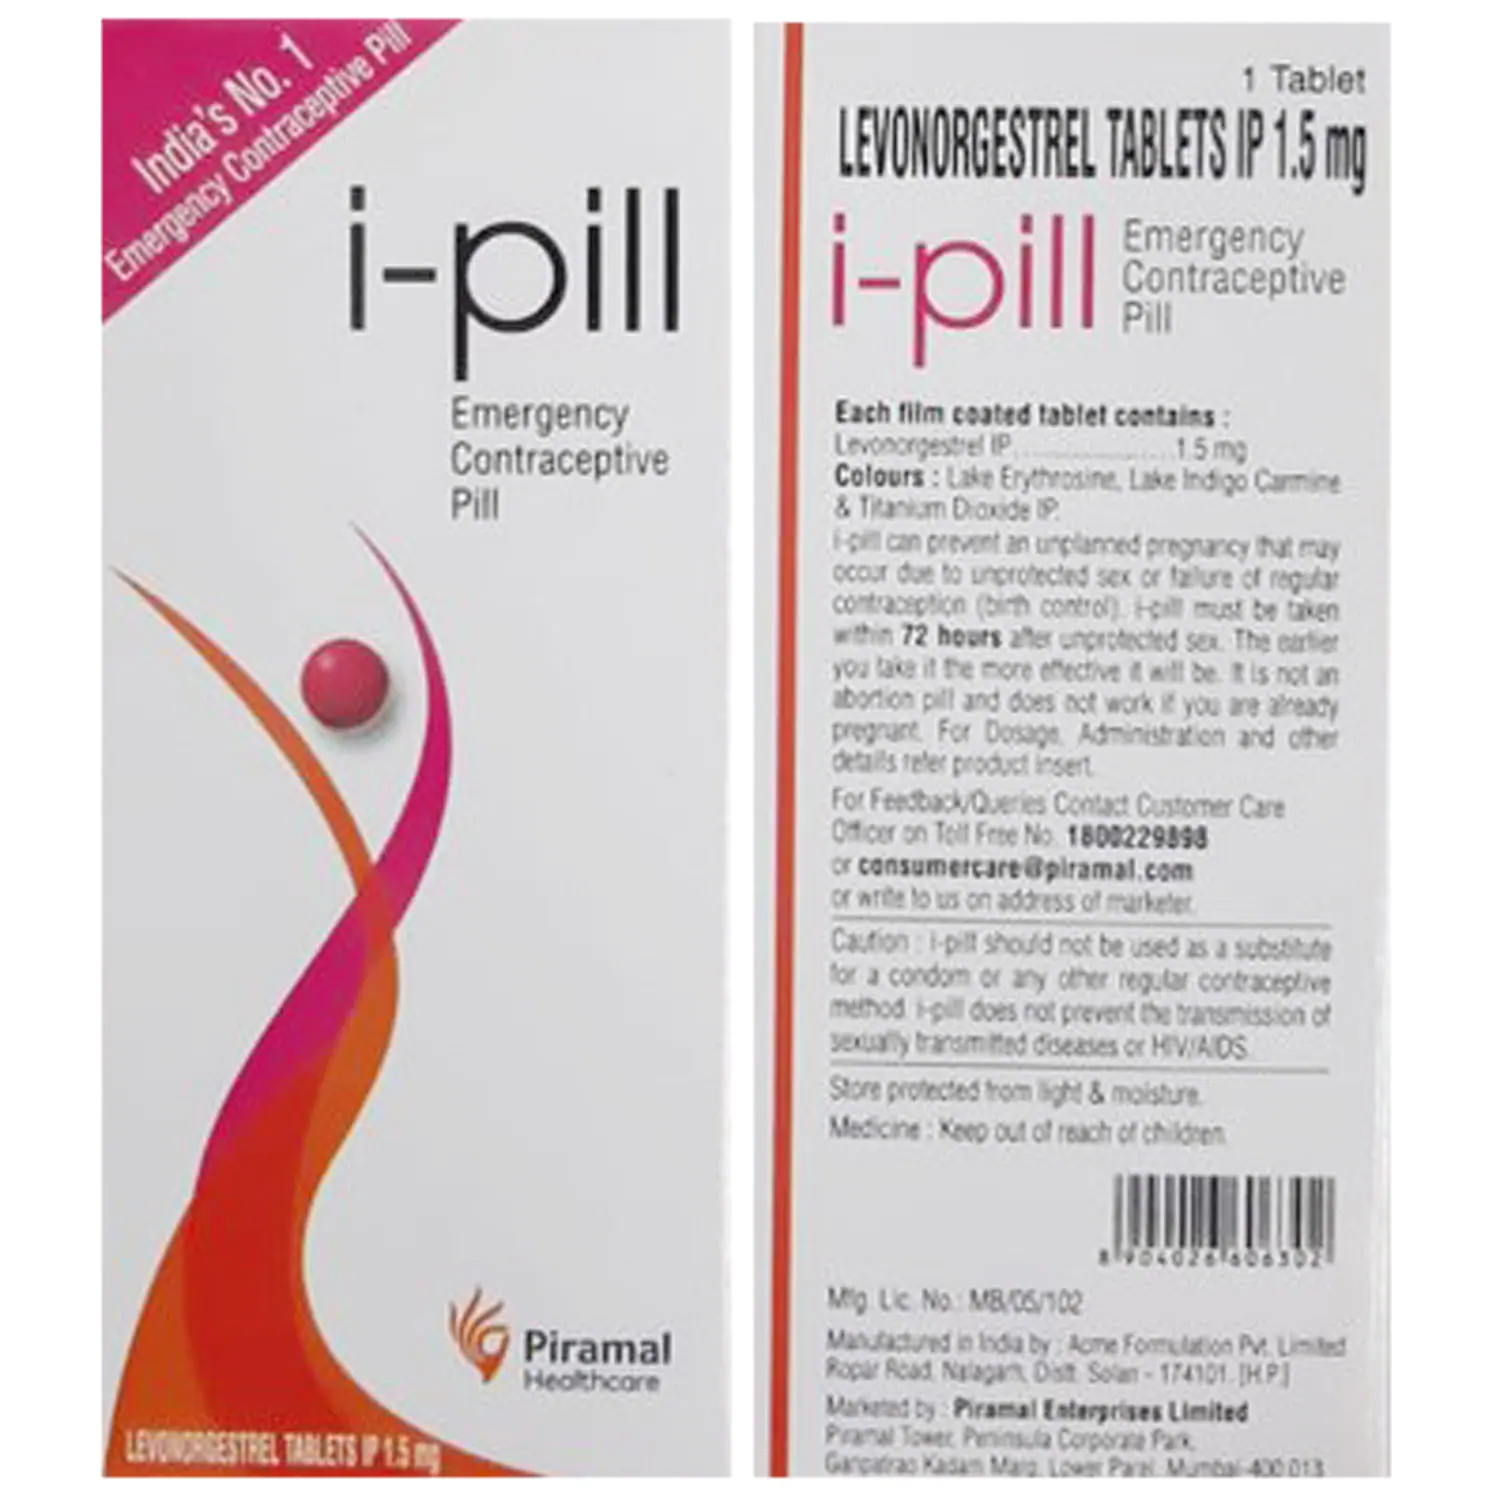 India's No. 1
Emergency Contraceptive Pill
i-pill
Emergency
Contraceptive
Pill
Piramal
Healthcare
LEVONORGESTREL TABLETS IP 1.5 mg
1 Tablet
LEVONORGESTREL TABLETS IP 1.5 mg
i-pill
Emergency
Contraceptive
Pill
Each film coated tablet contains :
Levonorgestrel IP.....................1.5 mg
Colours : Lake Erythrosine, Lake Indigo Carmine
& Titanium Dioxide IP.
i-pill can prevent an unplanned pregnancy that may
occur due to unprotected sex or failure of regular
contraception (birth control). i-pill must be taken
within 72 hours after unprotected sex. The earlier
you take it the more effective it will be. It is not an
abortion pill and does not work if you are already
pregnant. For Dosage, Administration and other
details refer product insert.
For Feedback/Queries Contact Customer Care
Officer on Toll Free No. 1800229898
or consumercare@piramal.com
or write to us on address of marketer.
Caution : i-pill should not be used as a substitute
for a condom or any other regular contraceptive
method. i-pill does not prevent the transmission of
sexually transmitted diseases or HIV/AIDS.
Store protected from light & moisture.
Medicine : Keep out of reach of children.
8 904026 606302
Mfg. Lic. No.: MB/05/102
Manufactured in India by : Acme Formulation Pvt. Limited
Ropar Road, Nalagarh, Distt. Solan - 174101. [H.P.]
Marketed by : Piramal Enterprises Limited
Piramal Tower, Peninsula Corporate Park,
Ganpatrao Kadam Marg, Lower Parel, Mumbai-400 013.